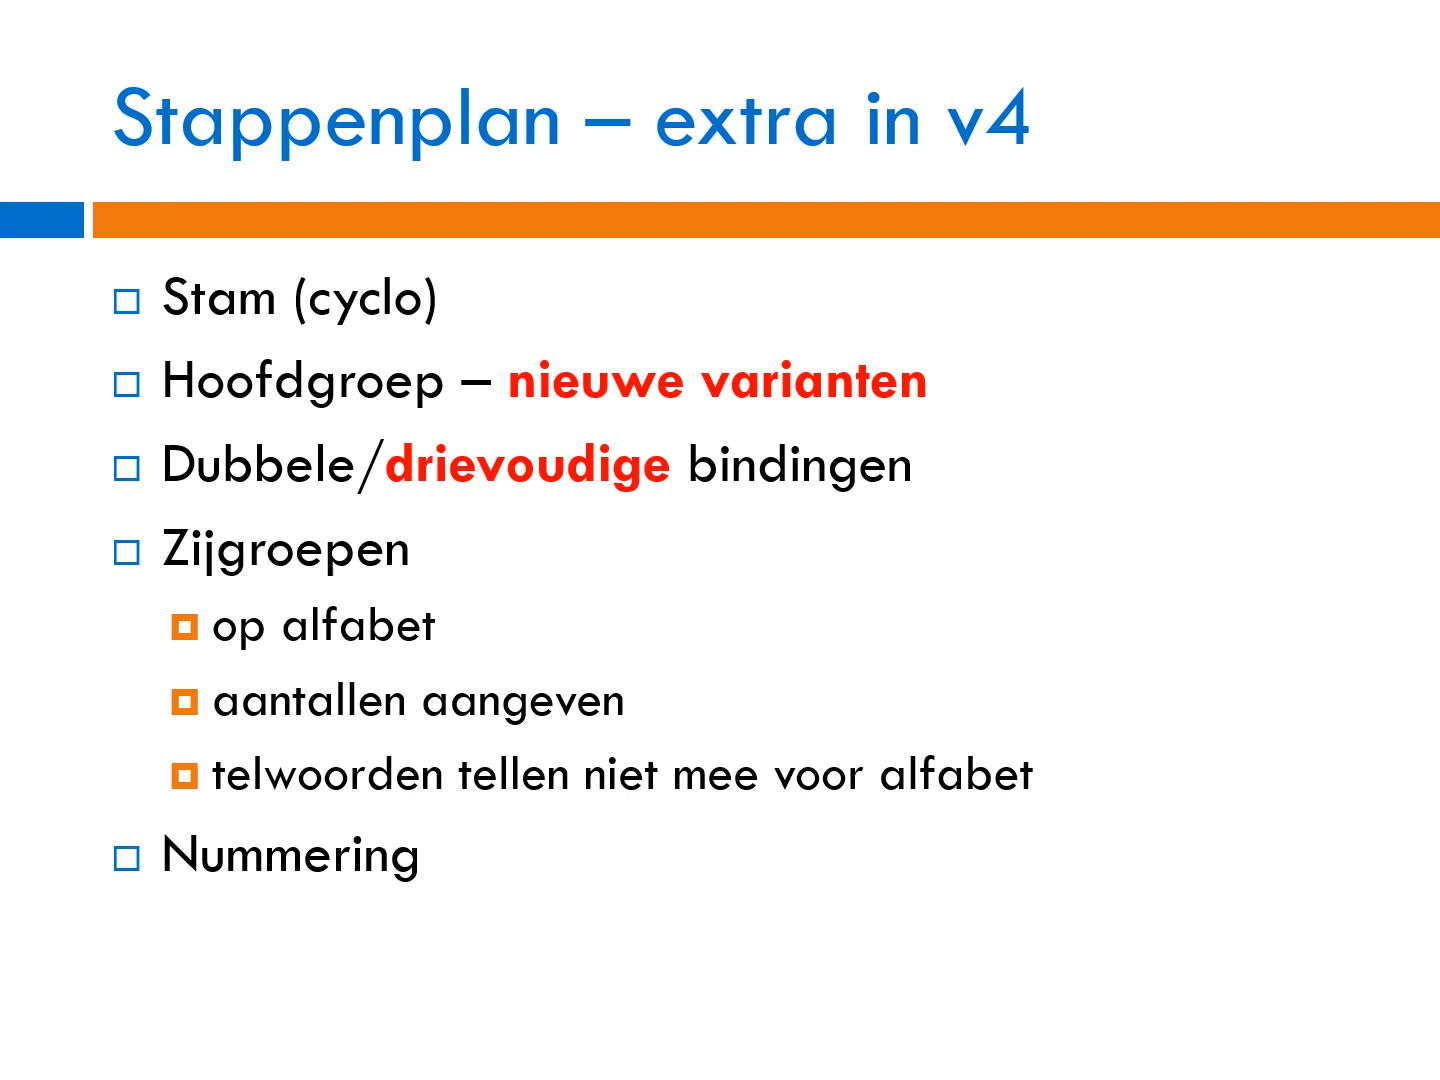 Stappenplan – extra in v4
Stam (cyclo)
Hoofdgroep – nieuwe varianten
Dubbele/drievoudige bindingen
Zijgroepen
op alfabet
aantallen aangeven
telwoorden tellen niet mee voor alfabet
Nummering